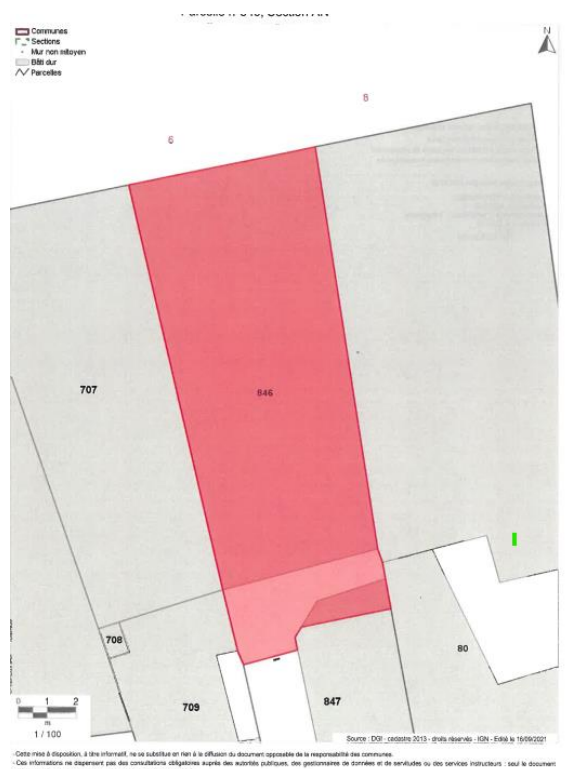 Communes
Sections
Mur non mitoyen
Bâti dur
Parcelles
N
8
6
707
846
708
80
709
847
0 1 2
m
1 / 100
Source : DGI - cadastre 2013 - droits réservés - IGN - Edité le 16/09/2021
- Cette mise à disposition, à titre informatif, ne se substitue en rien à la diffusion du document opposable de la responsabilité des communes.
- Ces informations ne dispensent pas des consultations obligatoires auprès des autorités publiques, des gestionnaires de données et de servitudes ou des services instructeurs : seul le document